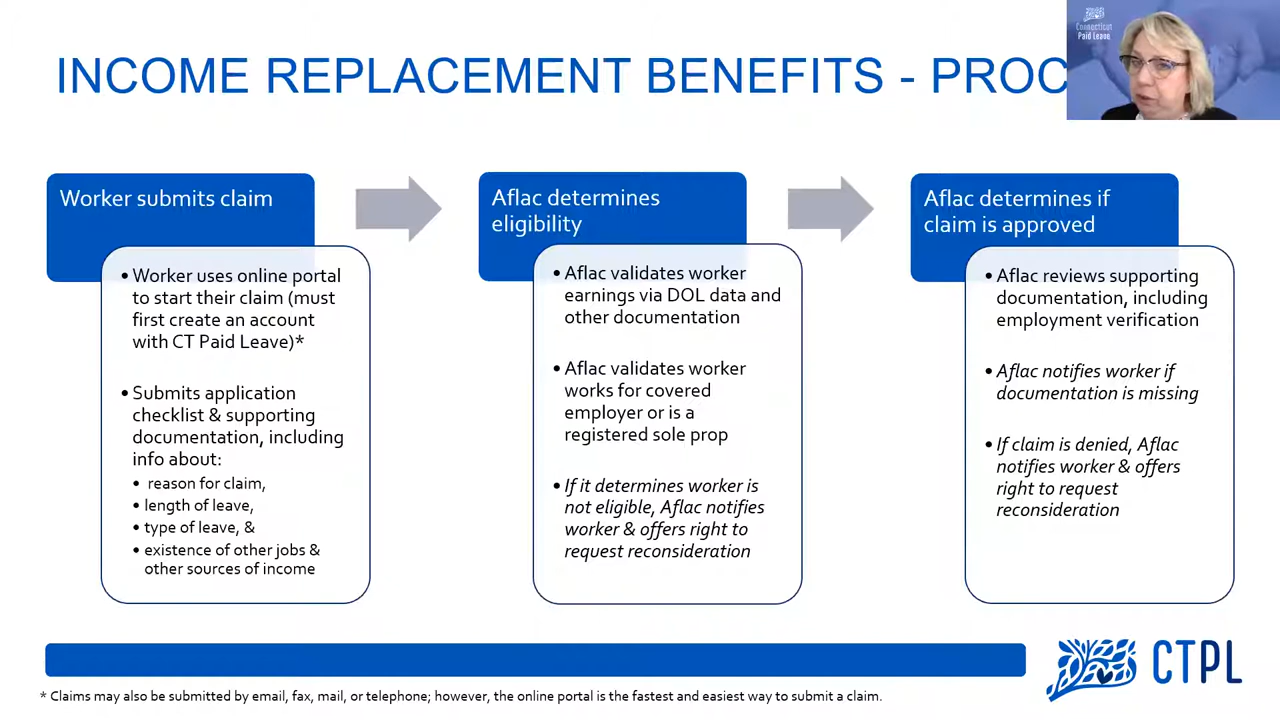 INCOME REPLACEMENT BENEFITS - PROC
Connecticut
Paid Leave
Worker submits claim
• Worker uses online portal
to start their claim (must
first create an account
with CT Paid Leave)*
• Submits application
checklist & supporting
documentation, including
info about:
• reason for claim,
• length of leave,
• type of leave, &
• existence of other jobs &
other sources of income
Aflac determines
eligibility
• Aflac validates worker
earnings via DOL data and
other documentation
• Aflac validates worker
works for covered
employer or is a
registered sole prop
• If it determines worker is
not eligible, Aflac notifies
worker & offers right to
request reconsideration
Aflac determines if
claim is approved
• Aflac reviews supporting
documentation, including
employment verification
• Aflac notifies worker if
documentation is missing
• If claim is denied, Aflac
notifies worker & offers
right to request
reconsideration
CTPL
* Claims may also be submitted by email, fax, mail, or telephone; however, the online portal is the fastest and easiest way to submit a claim.